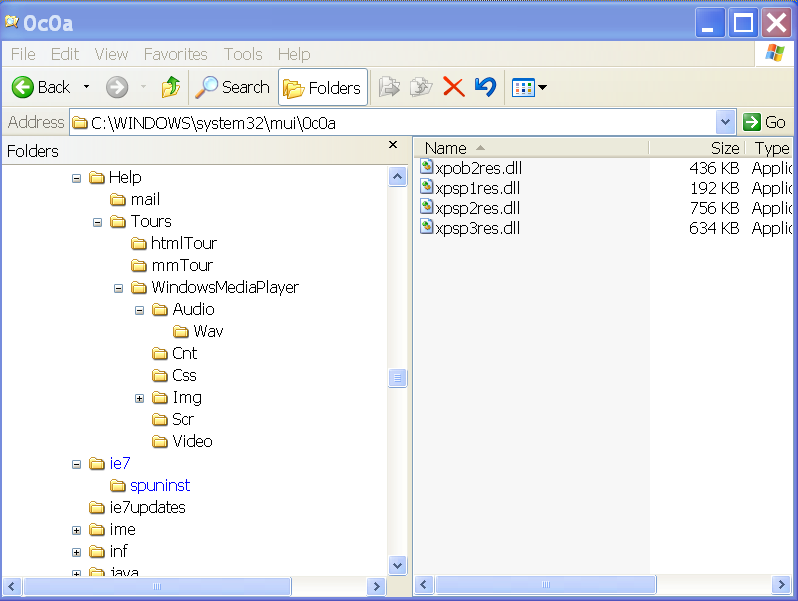 0c0a
File Edit View Favorites Tools Help
Back Search Folders
Address C:\WINDOWS\system32\mui\0c0a Go
Folders
Help
mail
Tours
htmlTour
mmTour
WindowsMediaPlayer
Audio
Wav
Cnt
Css
Img
Scr
Video
ie7
spuninst
ie7updates
ime
inf
java
Name Size Type
xpob2res.dll 436 KB Applic
xpsp1res.dll 192 KB Applic
xpsp2res.dll 756 KB Applic
xpsp3res.dll 634 KB Applic